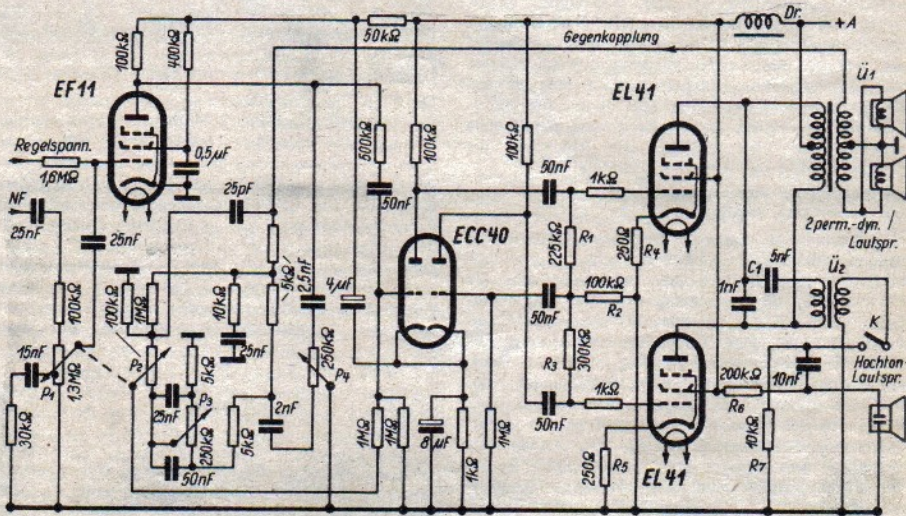 50kΩ
Dr.
+A
Gegenkopplung
100kΩ
400kΩ
EF11
EL41
Ü1
Regelspann.
1,6MΩ
0,5µF
500kΩ
100kΩ
100kΩ
50nF
1kΩ
NF
25nF
25nF
25pF
50nF
225kΩ
R1
250Ω
R4
2 perm.-dyn.
Lautspr.
ECC40
100kΩ
100kΩ
1MΩ
10kΩ
5kΩ
2,5nF
4µF
50nF
100kΩ
R2
C1
1nF
5nF
Ü2
15nF
P1
1,3MΩ
P2
25nF
250kΩ
P4
R3
300kΩ
K
Hochton-
Lautspr.
30kΩ
5kΩ
P3
25nF
250kΩ
50nF
5kΩ
2nF
1MΩ
1MΩ
8µF
1kΩ
1MΩ
50nF
1kΩ
200kΩ
R6
10nF
250Ω
R5
EL41
10kΩ
R7